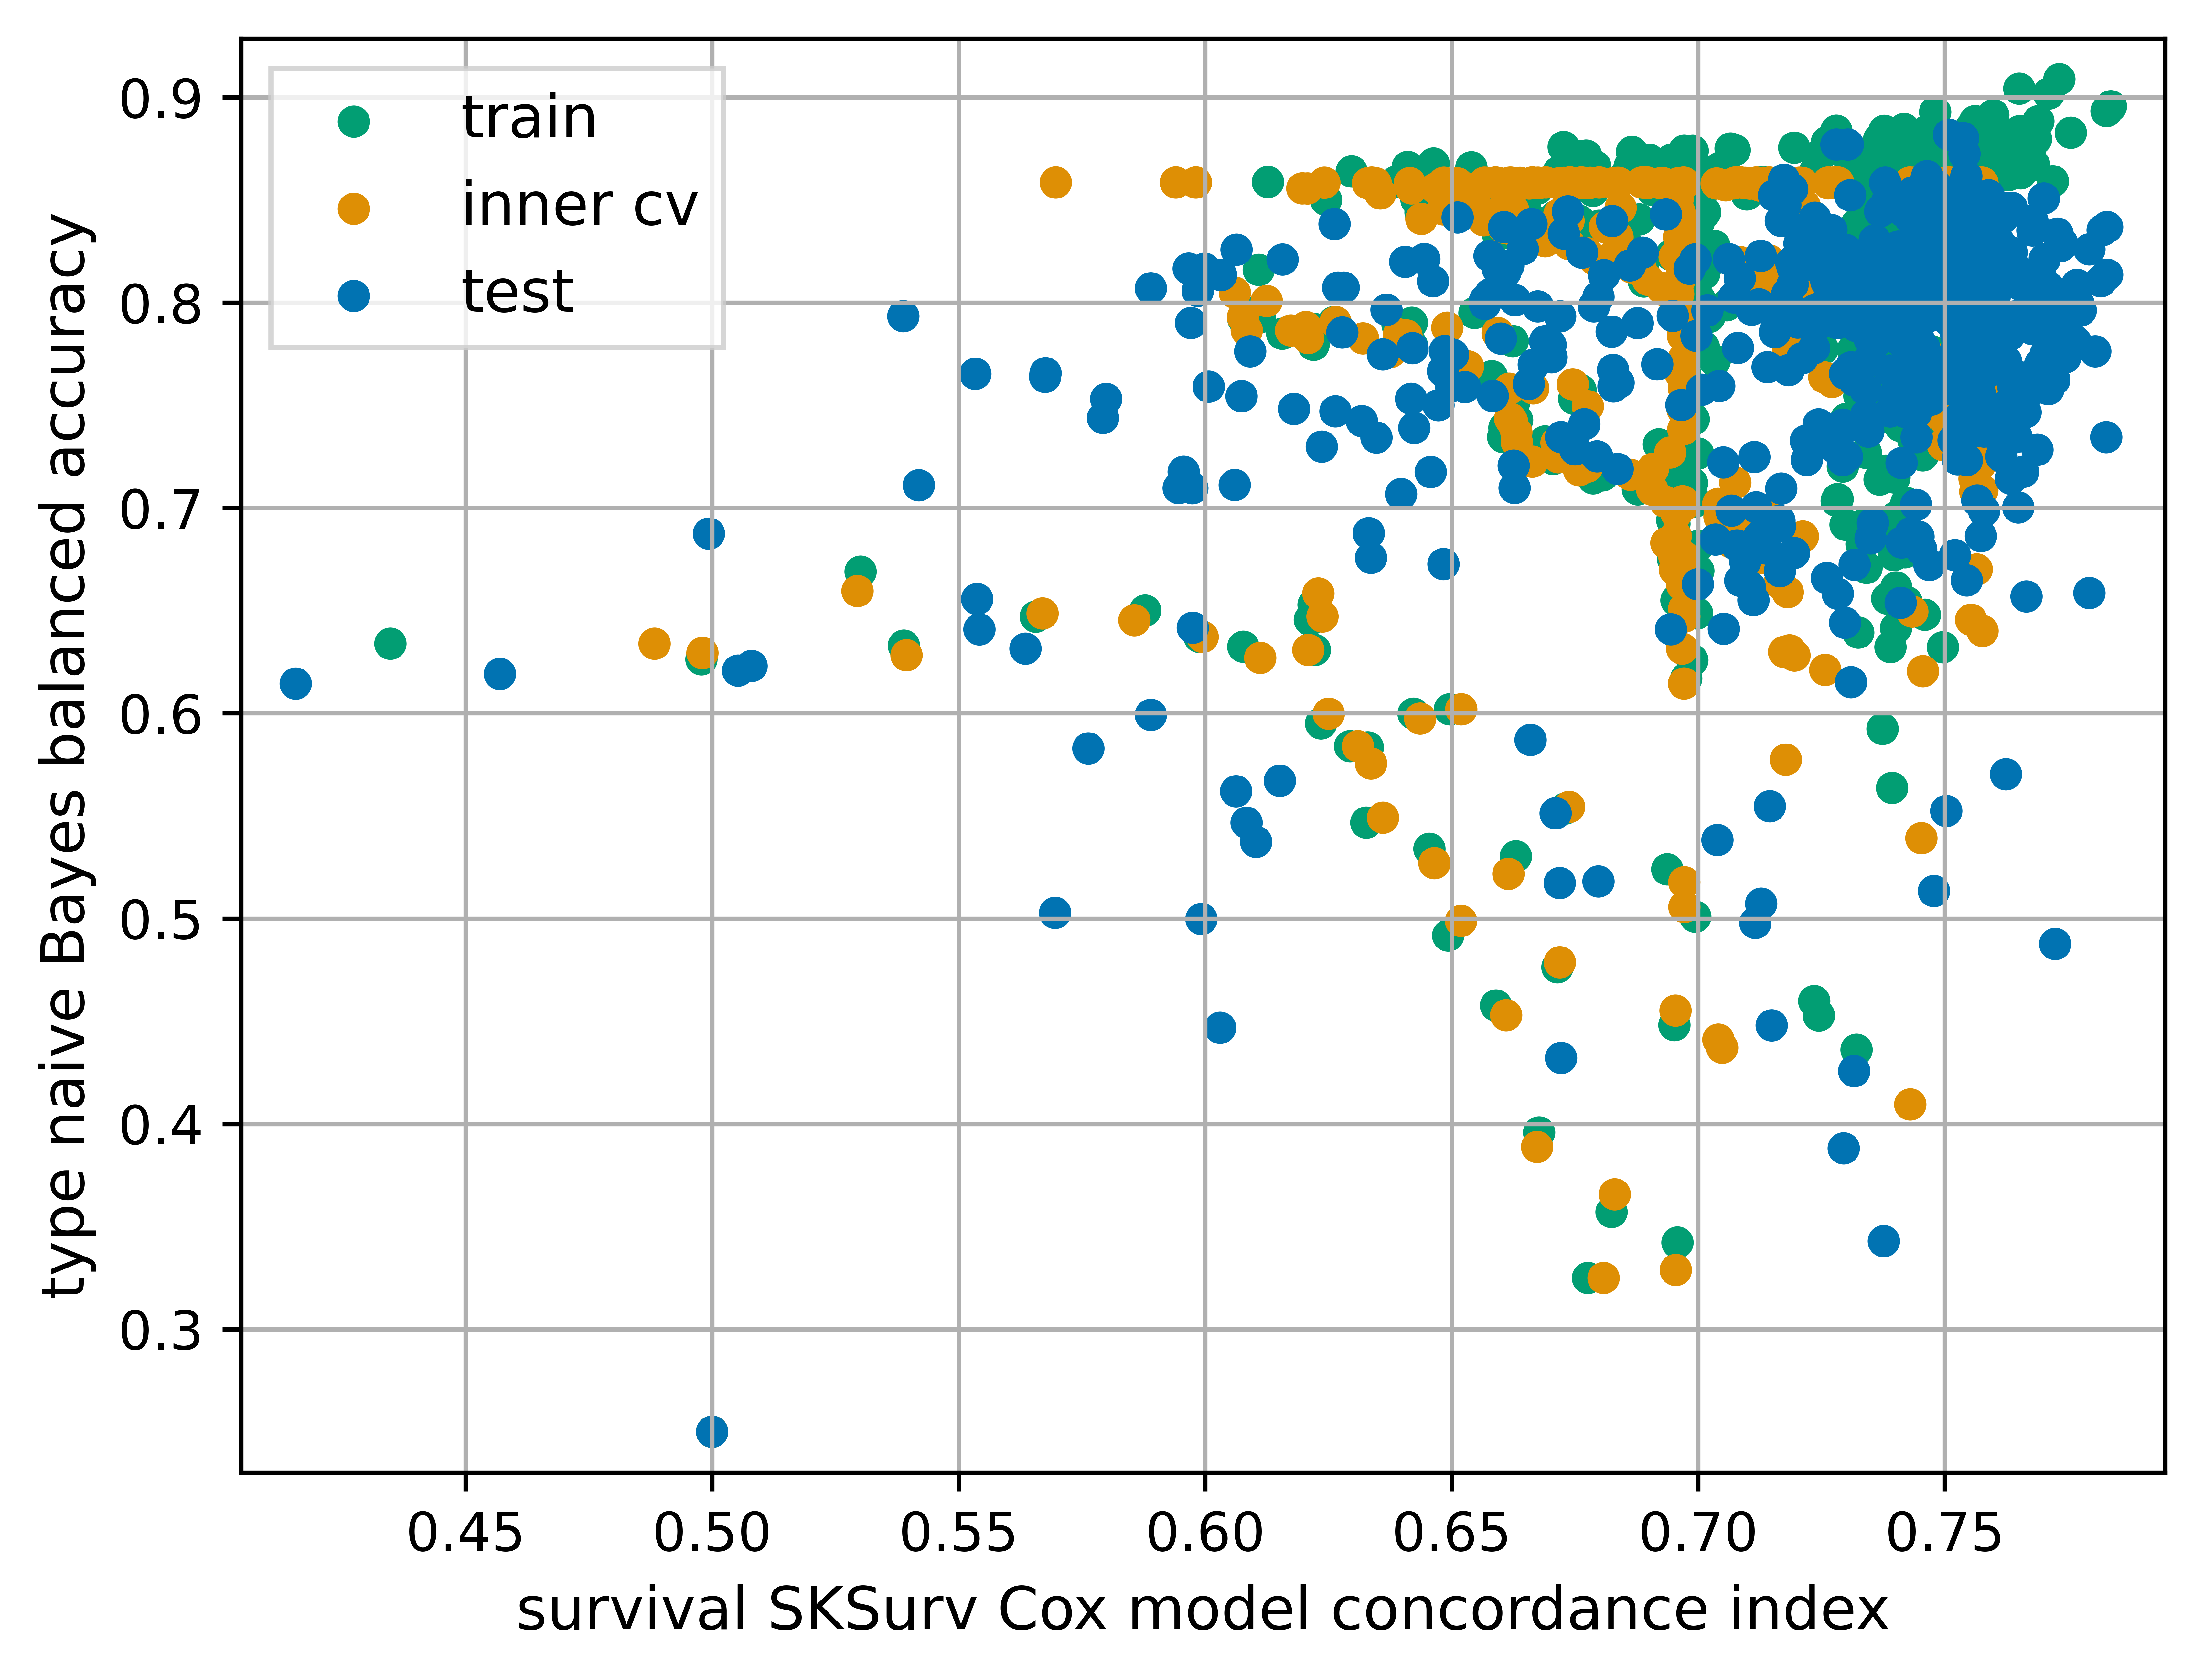 train
inner cv
test
type naive Bayes balanced accuracy
0.9
0.8
0.7
0.6
0.5
0.4
0.3
0.45 0.50 0.55 0.60 0.65 0.70 0.75
survival SKSurv Cox model concordance index